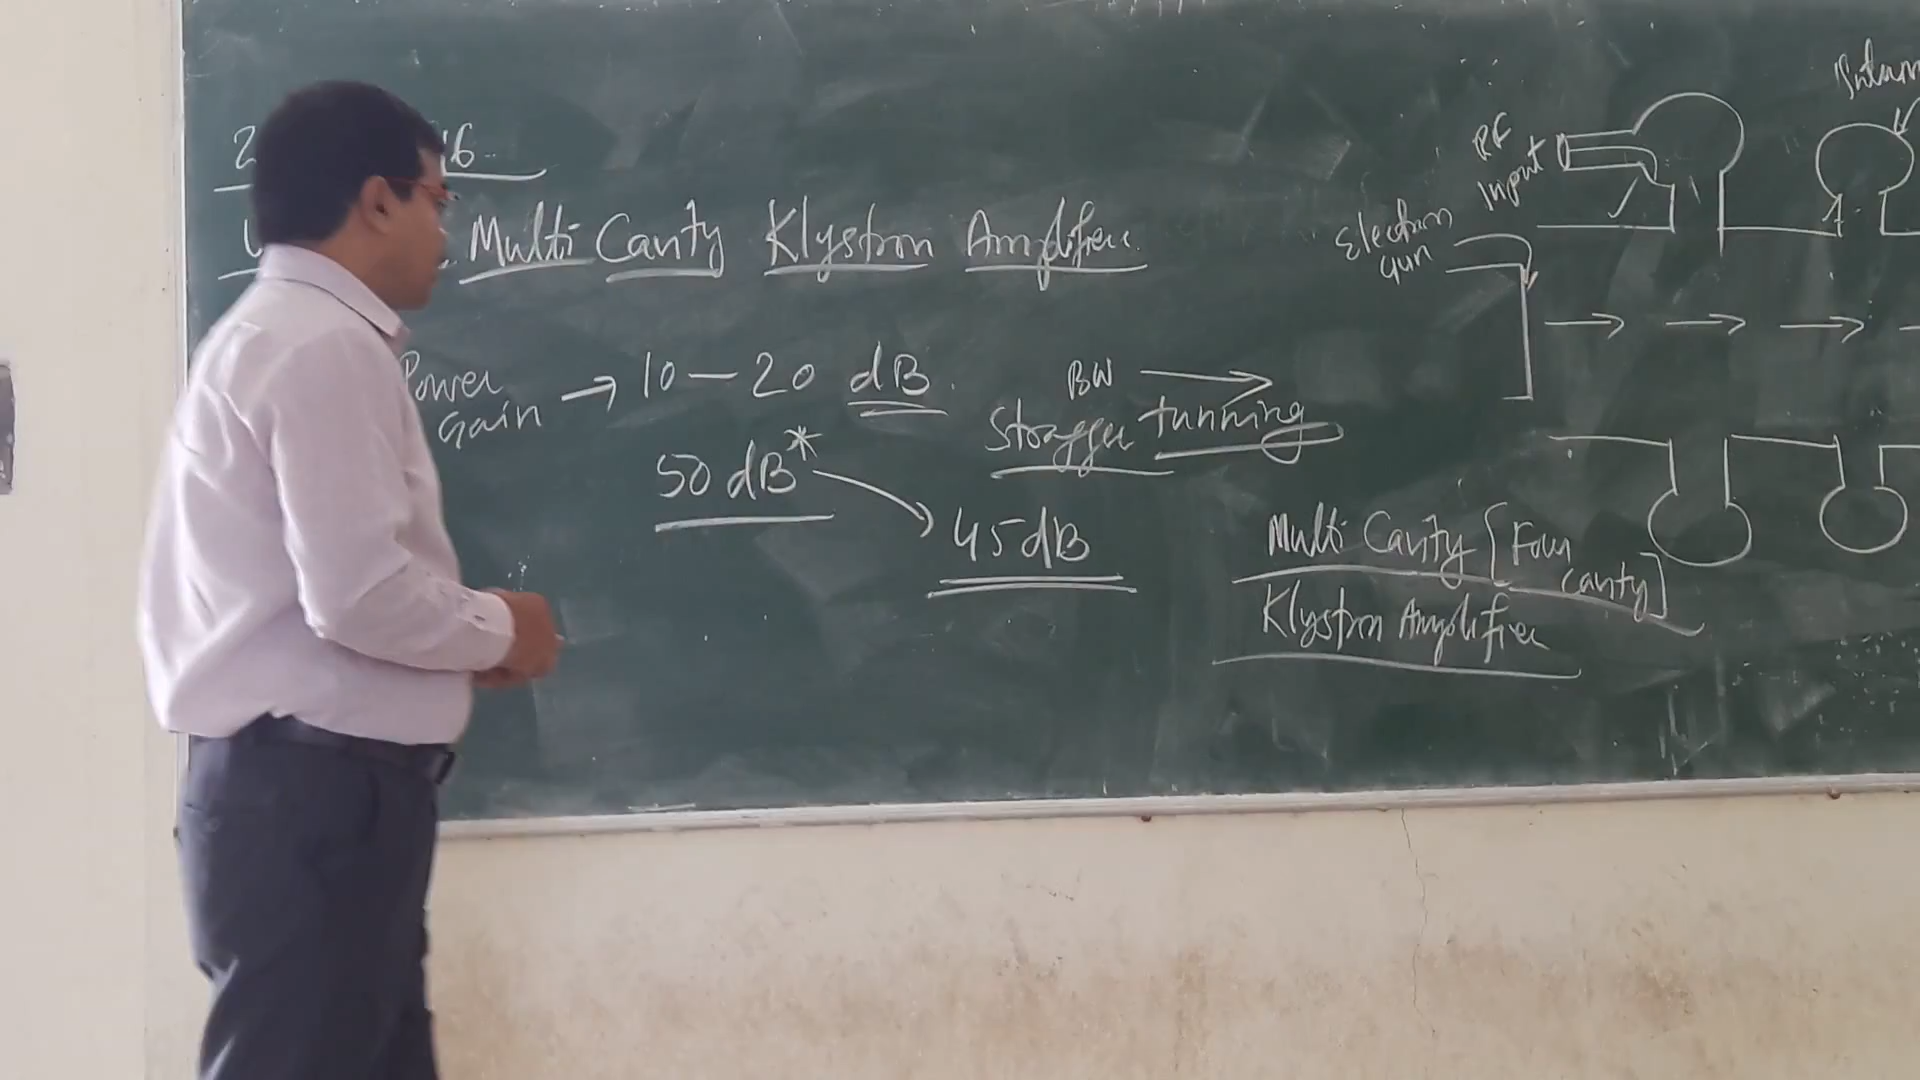 Multi Cavity Klystron Amplifier.
Power Gain → 10 – 20 dB.
50 dB*
45 dB
BW →
Stragger tunning
RF Input
Electron gun
Multi Cavity [Four cavity]
Klystron Amplifier